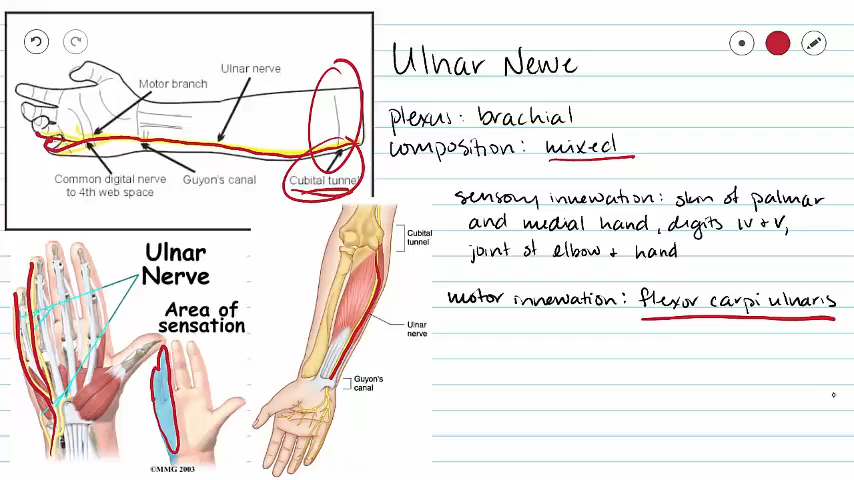 Motor branch
Ulnar nerve
Common digital nerve
to 4th web space
Guyon's canal
Cubital tunnel
Ulnar Nerve
plexus: brachial
composition: mixed
sensory innervation: skin of palmar
and medial hand, digits IV + V,
joint of elbow + hand
motor innervation: flexor carpi ulnaris
Ulnar
Nerve
Area of
sensation
©MMG 2003
Cubital
tunnel
Ulnar
nerve
Guyon's
canal